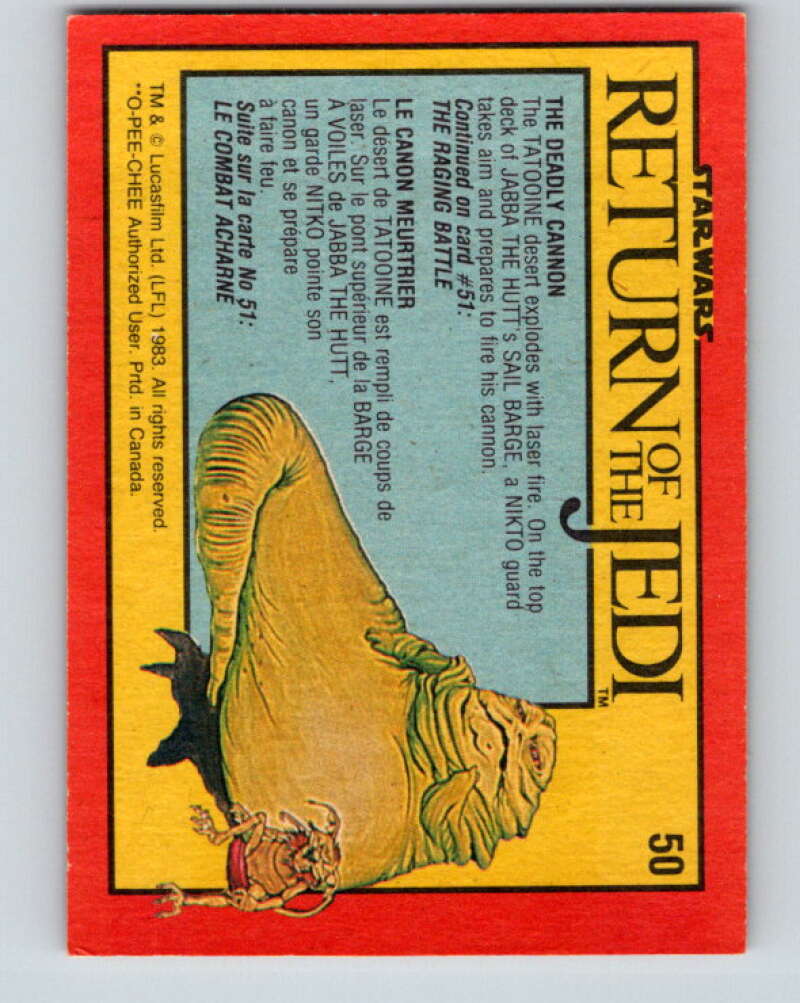 STAR WARS
RETURN OF THE JEDI™
50
THE DEADLY CANNON
The TATOOINE desert explodes with laser fire. On the top
deck of JABBA THE HUTT's SAIL BARGE, a NIKTO guard
takes aim and prepares to fire his cannon.
Continued on card #51:
THE RAGING BATTLE
LE CANON MEURTRIER
Le désert de TATOOINE est rempli de coups de
laser. Sur le pont supérieur de la BARGE
À VOILES de JABBA THE HUTT,
un garde NITKO pointe son
canon et se prépare
à faire feu.
Suite sur la carte No 51:
LE COMBAT ACHARNÉ
TM & © Lucasfilm Ltd. (LFL) 1983. All rights reserved.
**O-PEE-CHEE Authorized User. Prtd. in Canada.